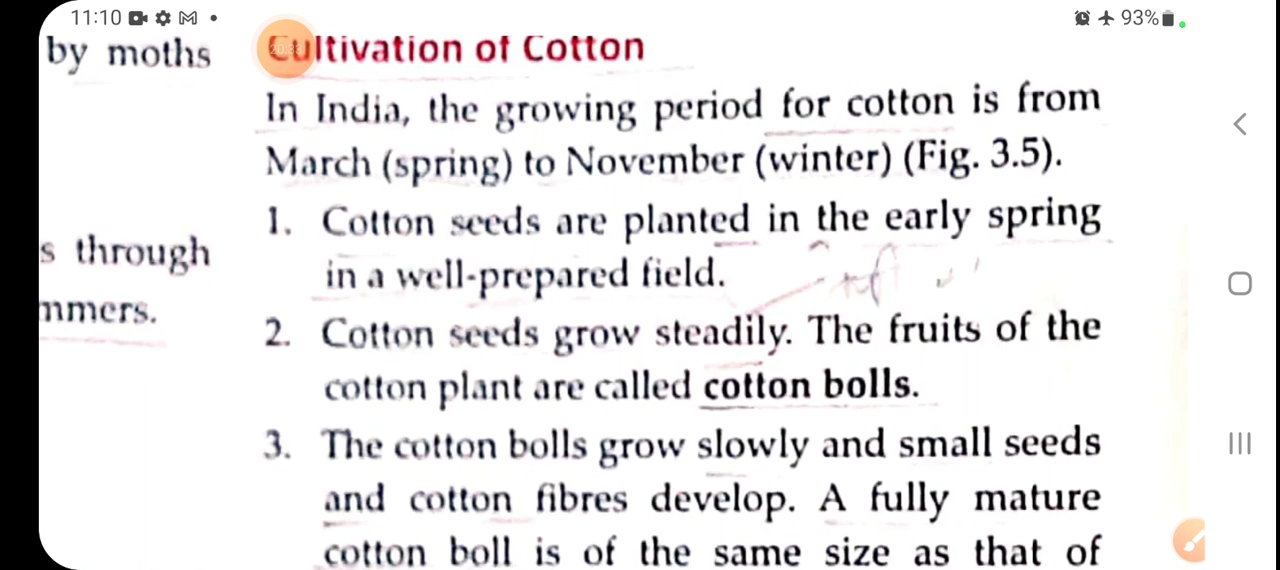 11:10
93%
by moths
s through
mmers.
Cultivation of Cotton
20:33
In India, the growing period for cotton is from
March (spring) to November (winter) (Fig. 3.5).
1. Cotton seeds are planted in the early spring
in a well-prepared field.
2. Cotton seeds grow steadily. The fruits of the
cotton plant are called cotton bolls.
3. The cotton bolls grow slowly and small seeds
and cotton fibres develop. A fully mature
cotton boll is of the same size as that of